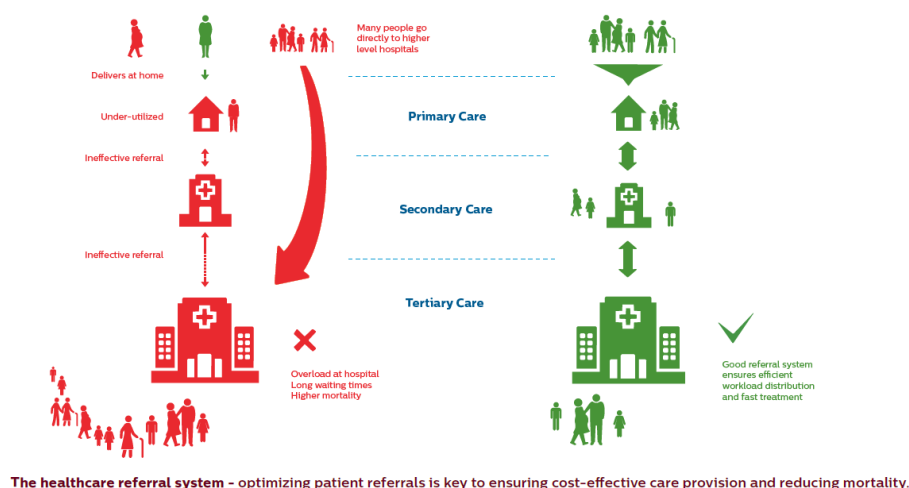 Many people go
directly to higher
level hospitals
Delivers at home
Under-utilized
Primary Care
Ineffective referral
Secondary Care
Ineffective referral
Tertiary Care
Overload at hospital
Long waiting times
Higher mortality
Good referral system
ensures efficient
workload distribution
and fast treatment
The healthcare referral system - optimizing patient referrals is key to ensuring cost-effective care provision and reducing mortality.